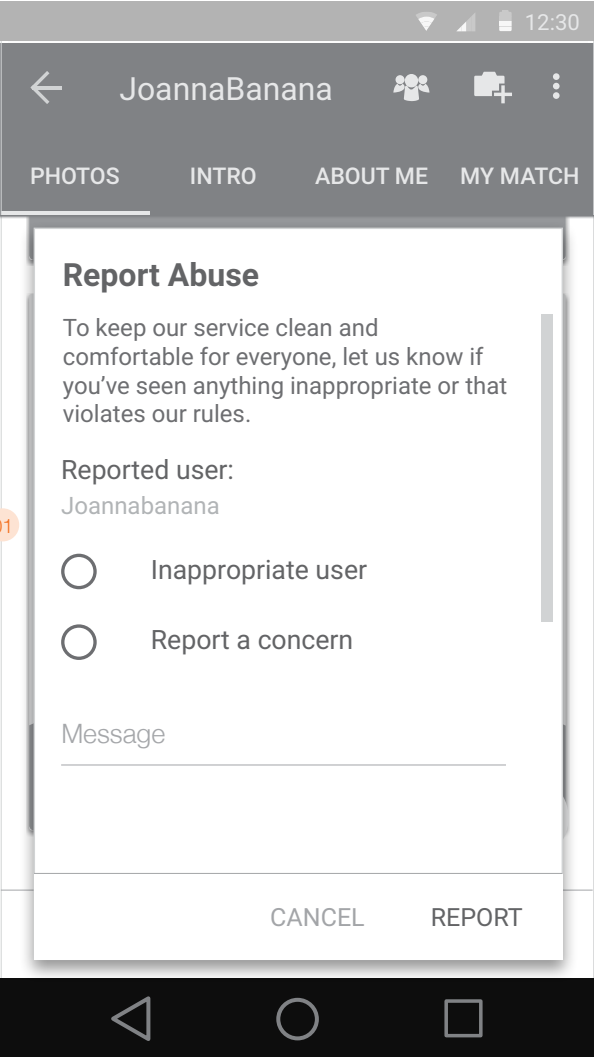 12:30
JoannaBanana
PHOTOS INTRO ABOUT ME MY MATCH
Report Abuse
To keep our service clean and
comfortable for everyone, let us know if
you’ve seen anything inappropriate or that
violates our rules.
Reported user:
Joannabanana
01
Inappropriate user
Report a concern
Message
CANCEL REPORT